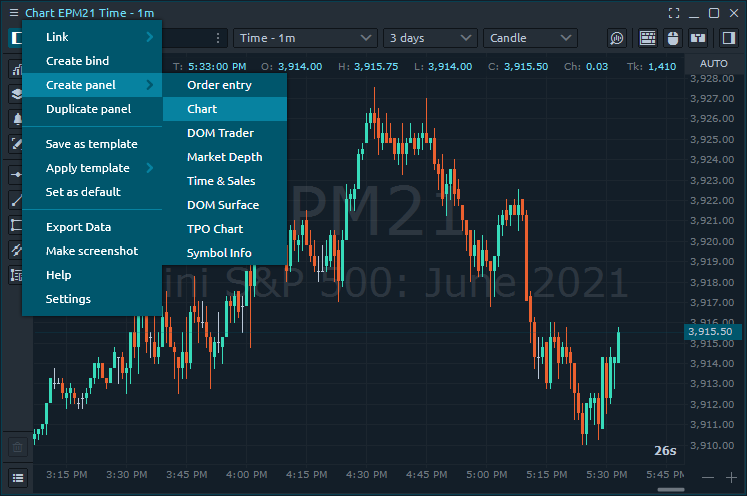 Chart EPM21 Time - 1m
Time - 1m
3 days
Candle
T: 5:33:00 PM O: 3,914.00 H: 3,915.75 L: 3,914.00 C: 3,915.50 Ch: 0.03 Tk: 1,410
AUTO
Link
Create bind
Create panel
Duplicate panel
Save as template
Apply template
Set as default
Export Data
Make screenshot
Help
Settings
Order entry
Chart
DOM Trader
Market Depth
Time & Sales
DOM Surface
TPO Chart
Symbol Info
PM21
ini S&P 500: June 2021
3,928.00
3,927.00
3,926.00
3,925.00
3,924.00
3,923.00
3,922.00
3,921.00
3,920.00
3,919.00
3,918.00
3,917.00
3,916.00
3,915.50
3,914.00
3,913.00
3,912.00
3,911.00
3,910.00
26s
3:15 PM 3:30 PM 3:45 PM 4:00 PM 4:15 PM 4:30 PM 4:45 PM 5:00 PM 5:15 PM 5:30 PM 5:45 P